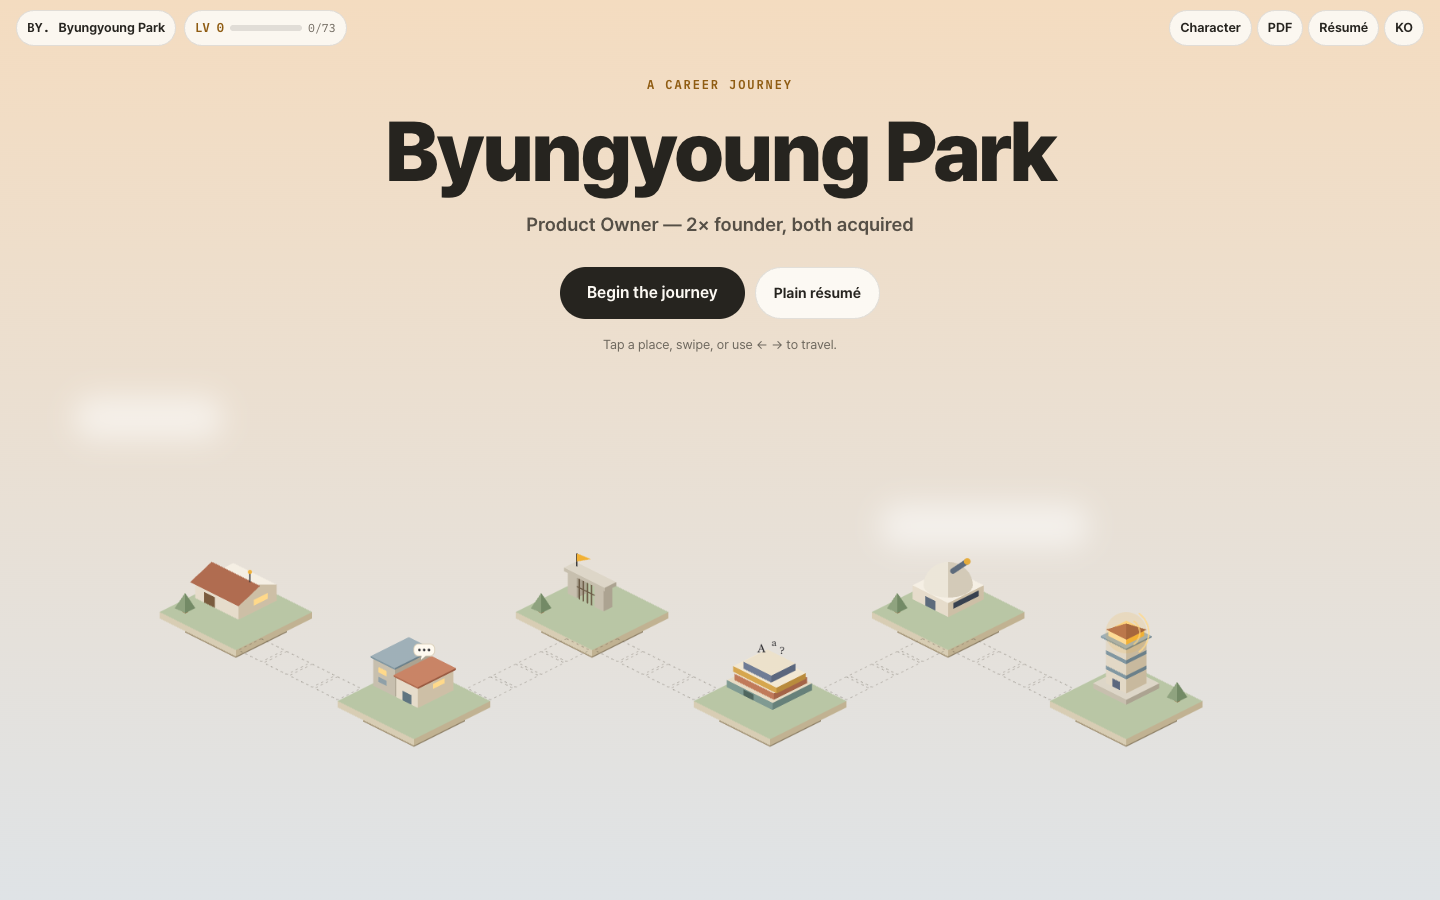 BY. Byungyoung Park
LV 0 0/73
Character
PDF
Résumé
KO
A CAREER JOURNEY
Byungyoung Park
Product Owner — 2× founder, both acquired
Begin the journey
Plain résumé
Tap a place, swipe, or use ← → to travel.
A a ?